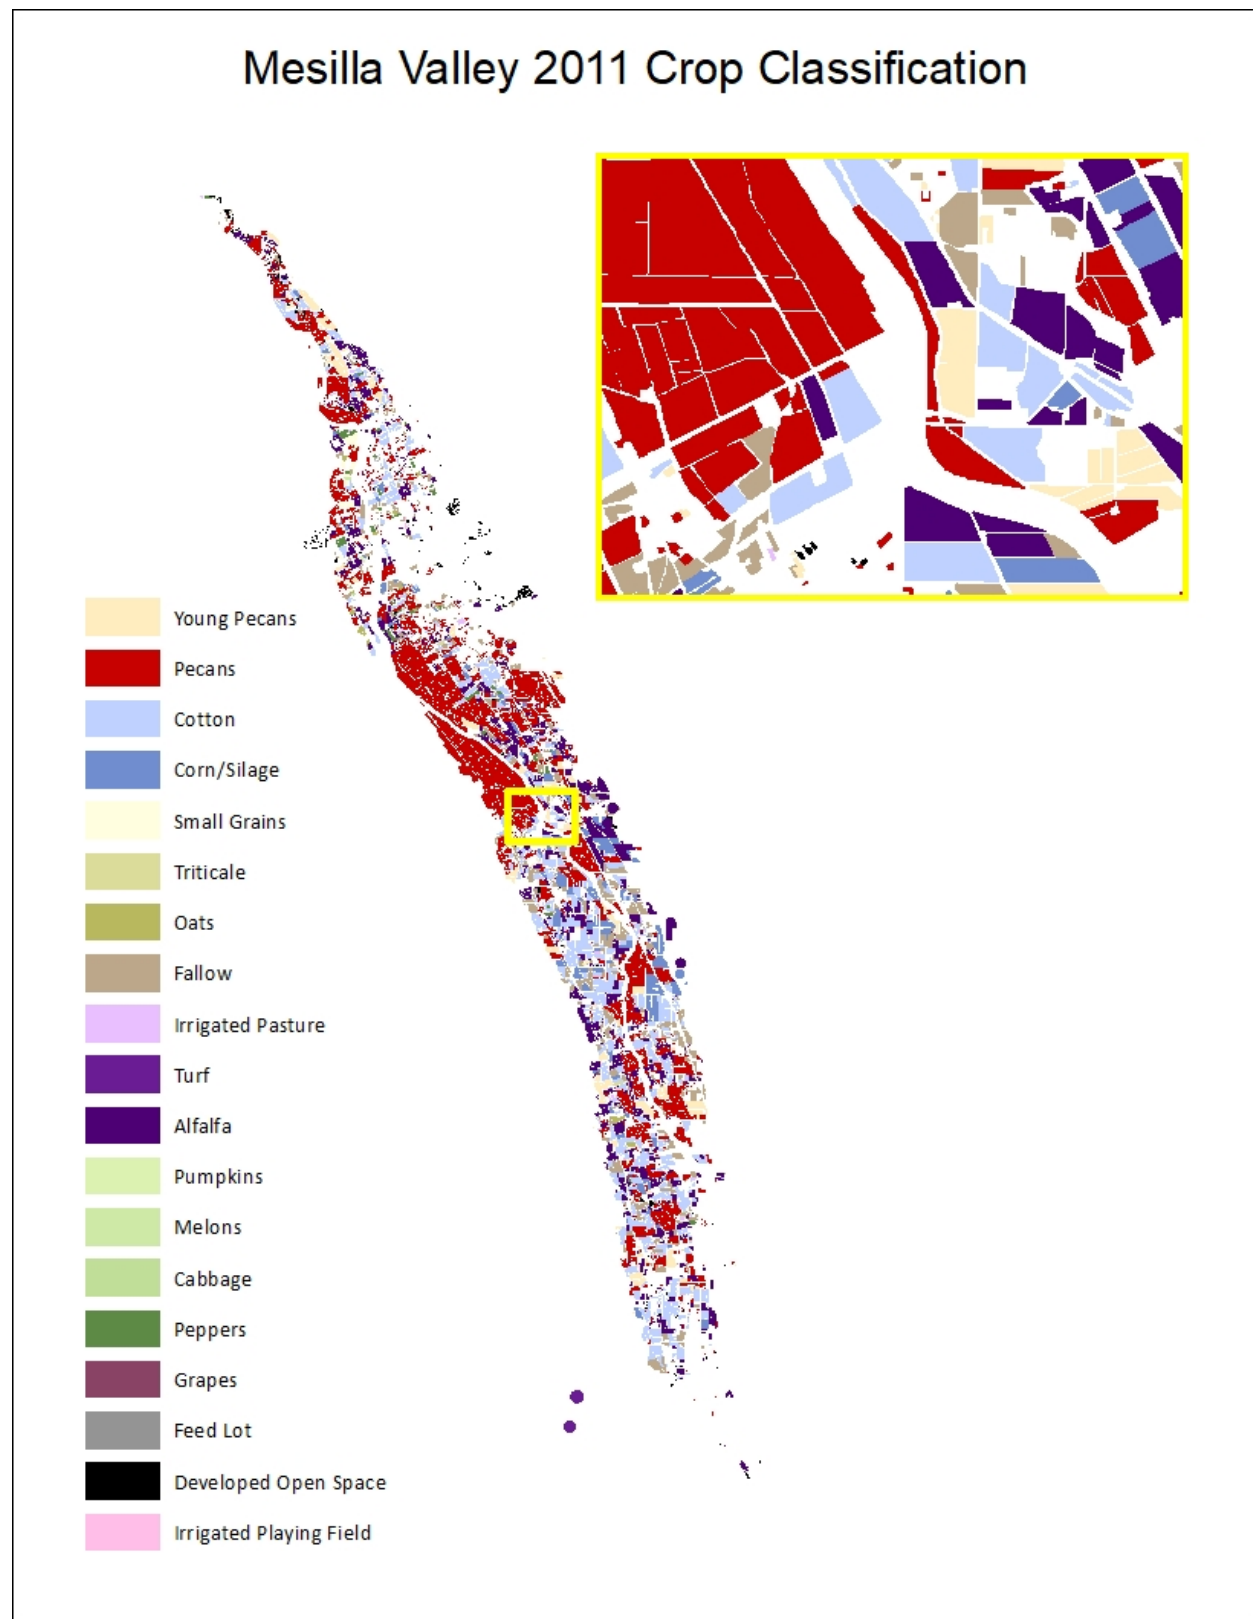 Mesilla Valley 2011 Crop Classification
Young Pecans
Pecans
Cotton
Corn/Silage
Small Grains
Triticale
Oats
Fallow
Irrigated Pasture
Turf
Alfalfa
Pumpkins
Melons
Cabbage
Peppers
Grapes
Feed Lot
Developed Open Space
Irrigated Playing Field